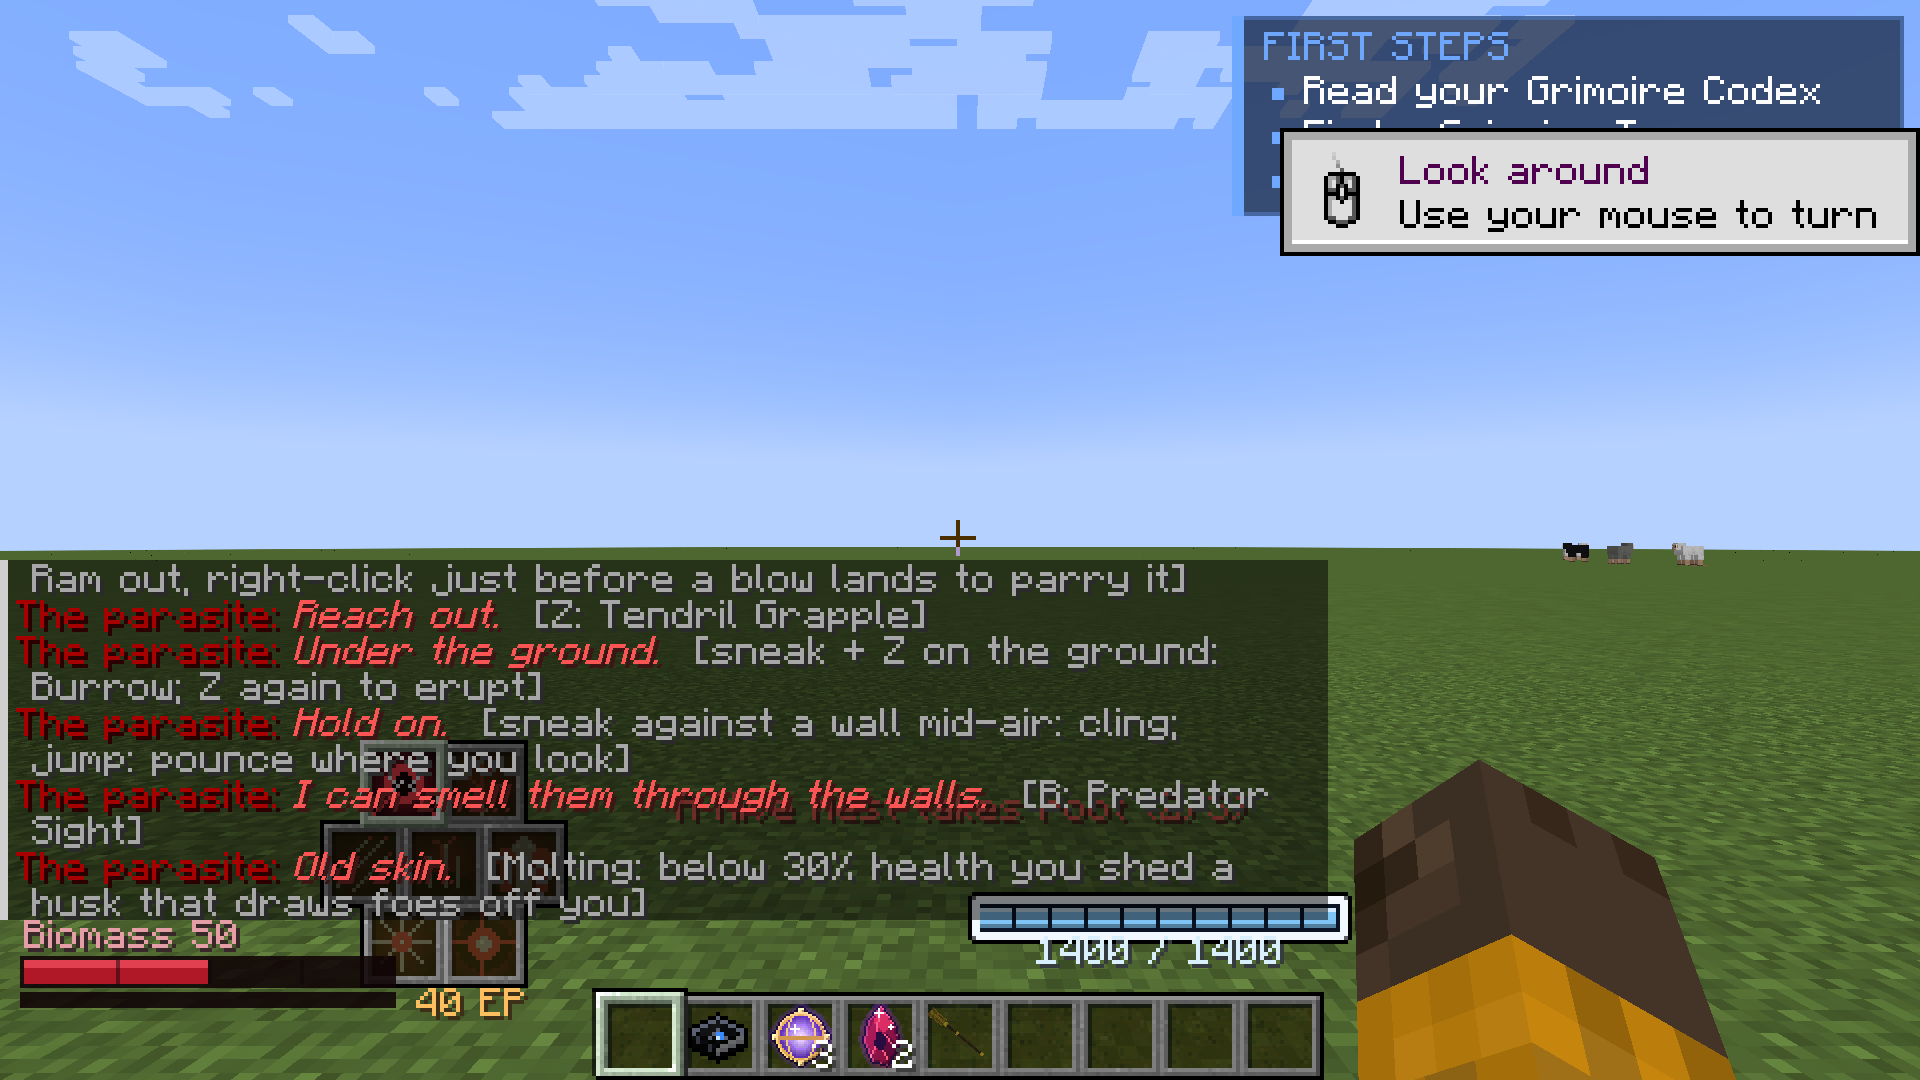 FIRST STEPS
Read your Grimoire Codex
Look around
Use your mouse to turn
Ram out, right-click just before a blow lands to parry it]
The parasite: Reach out. [Z: Tendril Grapple]
The parasite: Under the ground. [sneak + Z on the ground:
Burrow; Z again to erupt]
The parasite: Hold on. [sneak against a wall mid-air: cling;
jump: pounce where you look]
The parasite: I can smell them through the walls. [B: Predator
Sight]
The parasite: Old skin. [Molting: below 30% health you shed a
husk that draws foes off you]
Biomass 50
40 EP
1400 / 1400
3
2